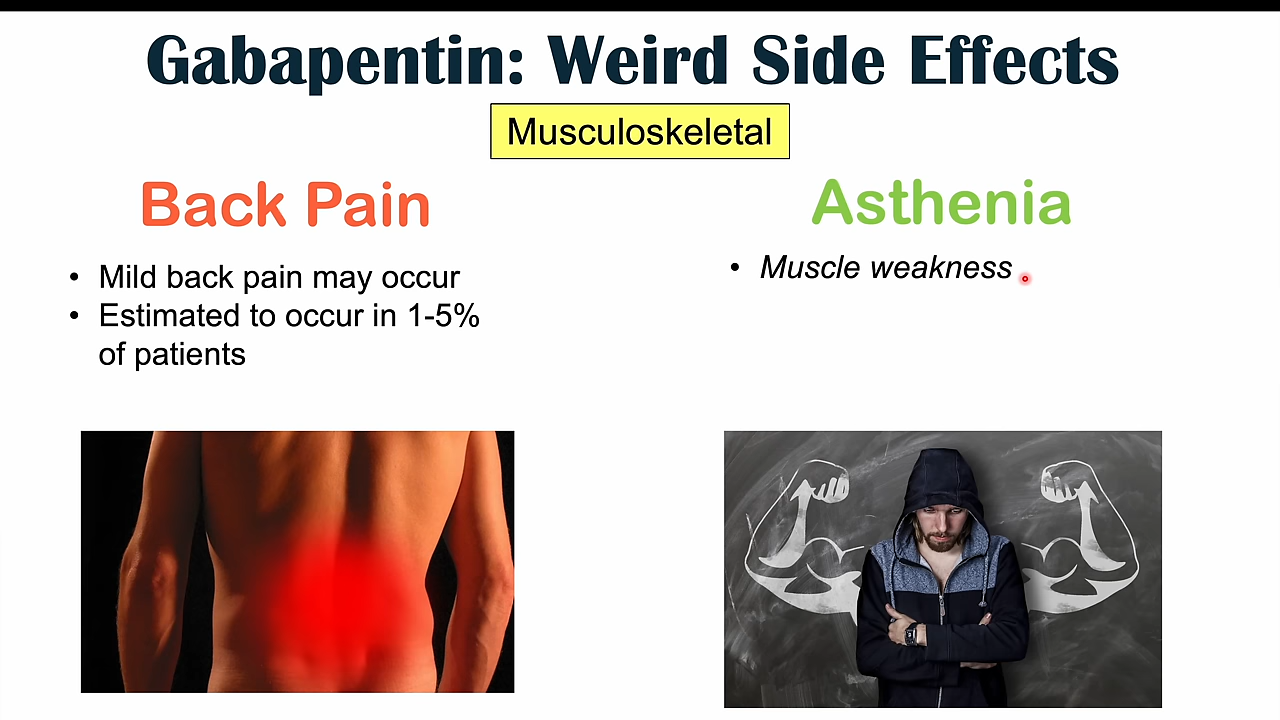 Gabapentin: Weird Side Effects
Musculoskeletal
Back Pain
• Mild back pain may occur
• Estimated to occur in 1-5%
of patients
Asthenia
• Muscle weakness